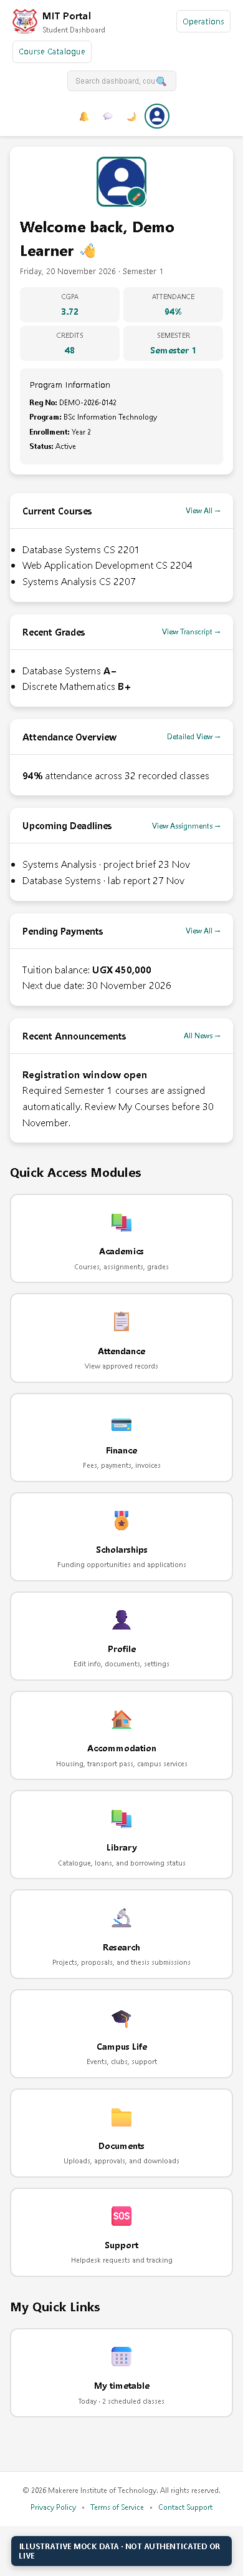 MIT Portal
Student Dashboard
Operations
Course Catalogue
Search dashboard, cou
Welcome back, Demo
Learner
Friday, 20 November 2026 · Semester 1
CGPA
3.72
ATTENDANCE
94%
CREDITS
48
SEMESTER
Semester 1
Program Information
Reg No: DEMO-2026-0142
Program: BSc Information Technology
Enrollment: Year 2
Status: Active
Current Courses
View All →
Database Systems CS 2201
Web Application Development CS 2204
Systems Analysis CS 2207
Recent Grades
View Transcript →
Database Systems A−
Discrete Mathematics B+
Attendance Overview
Detailed View →
94% attendance across 32 recorded classes
Upcoming Deadlines
View Assignments →
Systems Analysis · project brief 23 Nov
Database Systems · lab report 27 Nov
Pending Payments
View All →
Tuition balance: UGX 450,000
Next due date: 30 November 2026
Recent Announcements
All News →
Registration window open
Required Semester 1 courses are assigned
automatically. Review My Courses before 30
November.
Quick Access Modules
Academics
Courses, assignments, grades
Attendance
View approved records
Finance
Fees, payments, invoices
Scholarships
Funding opportunities and applications
Profile
Edit info, documents, settings
Accommodation
Housing, transport pass, campus services
Library
Catalogue, loans, and borrowing status
Research
Projects, proposals, and thesis submissions
Campus Life
Events, clubs, support
Documents
Uploads, approvals, and downloads
SOS
Support
Helpdesk requests and tracking
My Quick Links
My timetable
Today · 2 scheduled classes
© 2026 Makerere Institute of Technology. All rights reserved.
Privacy Policy • Terms of Service • Contact Support
ILLUSTRATIVE MOCK DATA · NOT AUTHENTICATED OR
LIVE